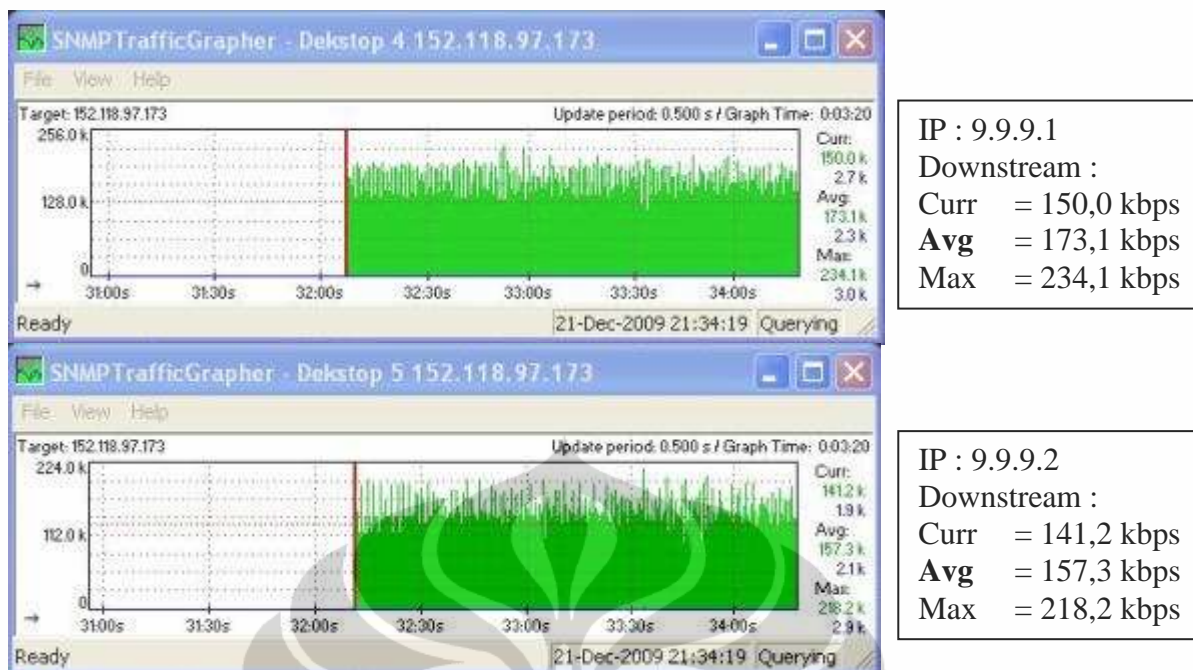 SNMPTrafficGrapher - Dekstop 4 152.118.97.173
File View Help
Target: 152.118.97.173 Update period: 0.500 s / Graph Time: 0:03:20
256.0 k
128.0 k
0
Curr:
150.0 k
2.7 k
Avg:
173.1 k
2.3 k
Max:
234.1 k
3.0 k
31:00s 31:30s 32:00s 32:30s 33:00s 33:30s 34:00s
Ready 21-Dec-2009 21:34:19 Querying
IP : 9.9.9.1
Downstream :
Curr = 150,0 kbps
Avg = 173,1 kbps
Max = 234,1 kbps
SNMPTrafficGrapher - Dekstop 5 152.118.97.173
File View Help
Target: 152.118.97.173 Update period: 0.500 s / Graph Time: 0:03:20
224.0 k
112.0 k
0
Curr:
141.2 k
1.9 k
Avg:
157.3 k
2.1 k
Max:
218.2 k
2.9 k
31:00s 31:30s 32:00s 32:30s 33:00s 33:30s 34:00s
Ready 21-Dec-2009 21:34:19 Querying
IP : 9.9.9.2
Downstream :
Curr = 141,2 kbps
Avg = 157,3 kbps
Max = 218,2 kbps